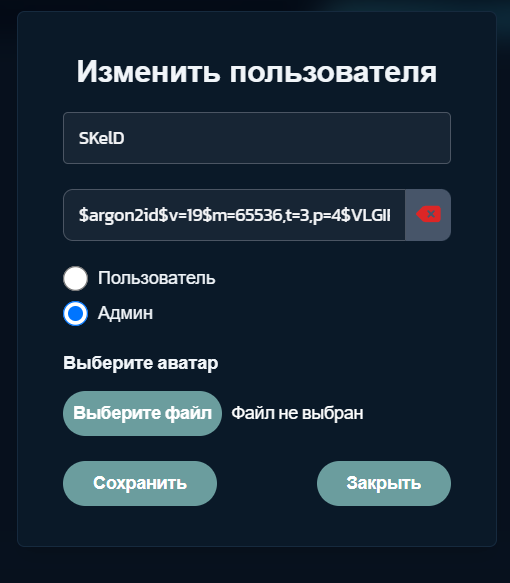 Изменить пользователя
SKelD
$argon2id$v=19$m=65536,t=3,p=4$VLGII
Пользователь
Админ
Выберите аватар
Выберите файл Файл не выбран
Сохранить Закрыть